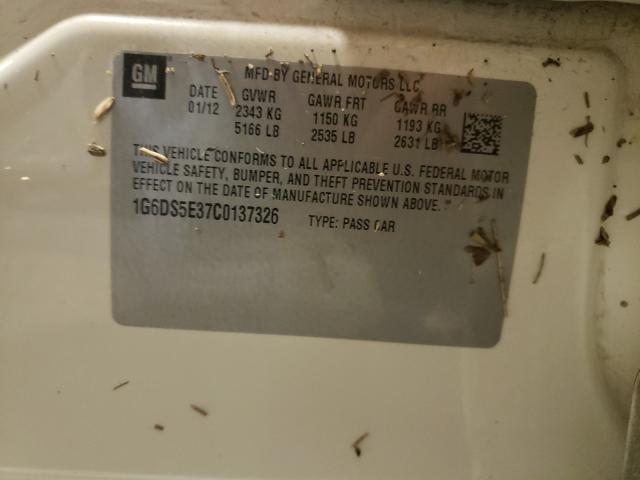 GM
MFD BY GENERAL MOTORS LLC
DATE GVWR GAWR FRT GAWR RR
01/12 2343 KG 1150 KG 1193 KG
5166 LB 2535 LB 2631 LB
THIS VEHICLE CONFORMS TO ALL APPLICABLE U.S. FEDERAL MOTOR
VEHICLE SAFETY, BUMPER, AND THEFT PREVENTION STANDARDS IN
EFFECT ON THE DATE OF MANUFACTURE SHOWN ABOVE.
1G6DS5E37C0137326 TYPE: PASS CAR